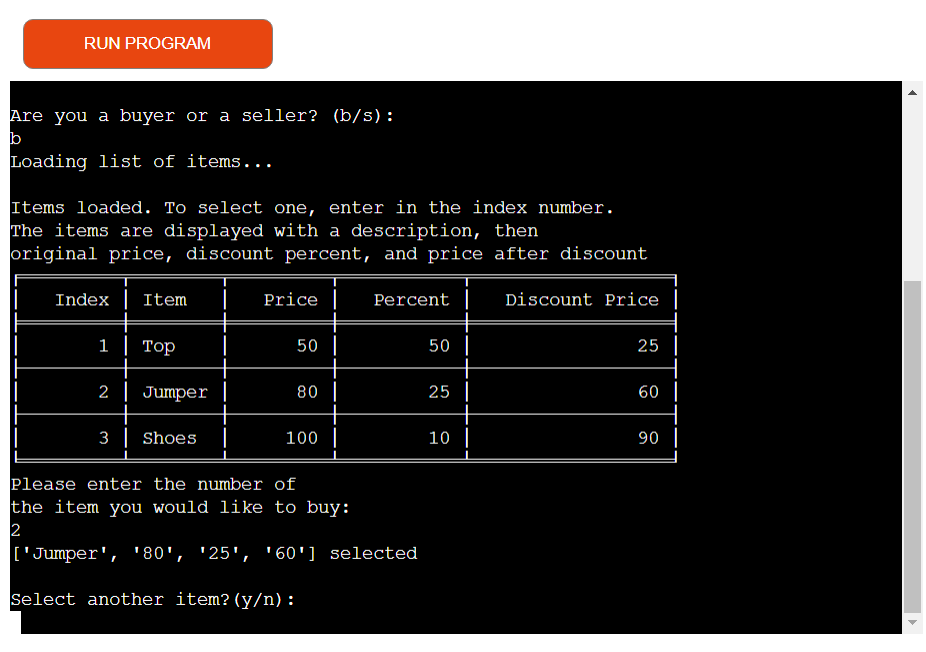 RUN PROGRAM
Are you a buyer or a seller? (b/s):
b
Loading list of items...
Items loaded. To select one, enter in the index number.
The items are displayed with a description, then
original price, discount percent, and price after discount
Index Item Price Percent Discount Price
1 Top 50 50 25
2 Jumper 80 25 60
3 Shoes 100 10 90
Please enter the number of
the item you would like to buy:
2
['Jumper', '80', '25', '60'] selected
Select another item?(y/n):